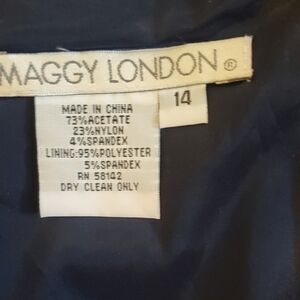 MAGGY LONDON ®
14
MADE IN CHINA
73%ACETATE
23%NYLON
4%SPANDEX
LINING:95%POLYESTER
5%SPANDEX
RN 58142
DRY CLEAN ONLY